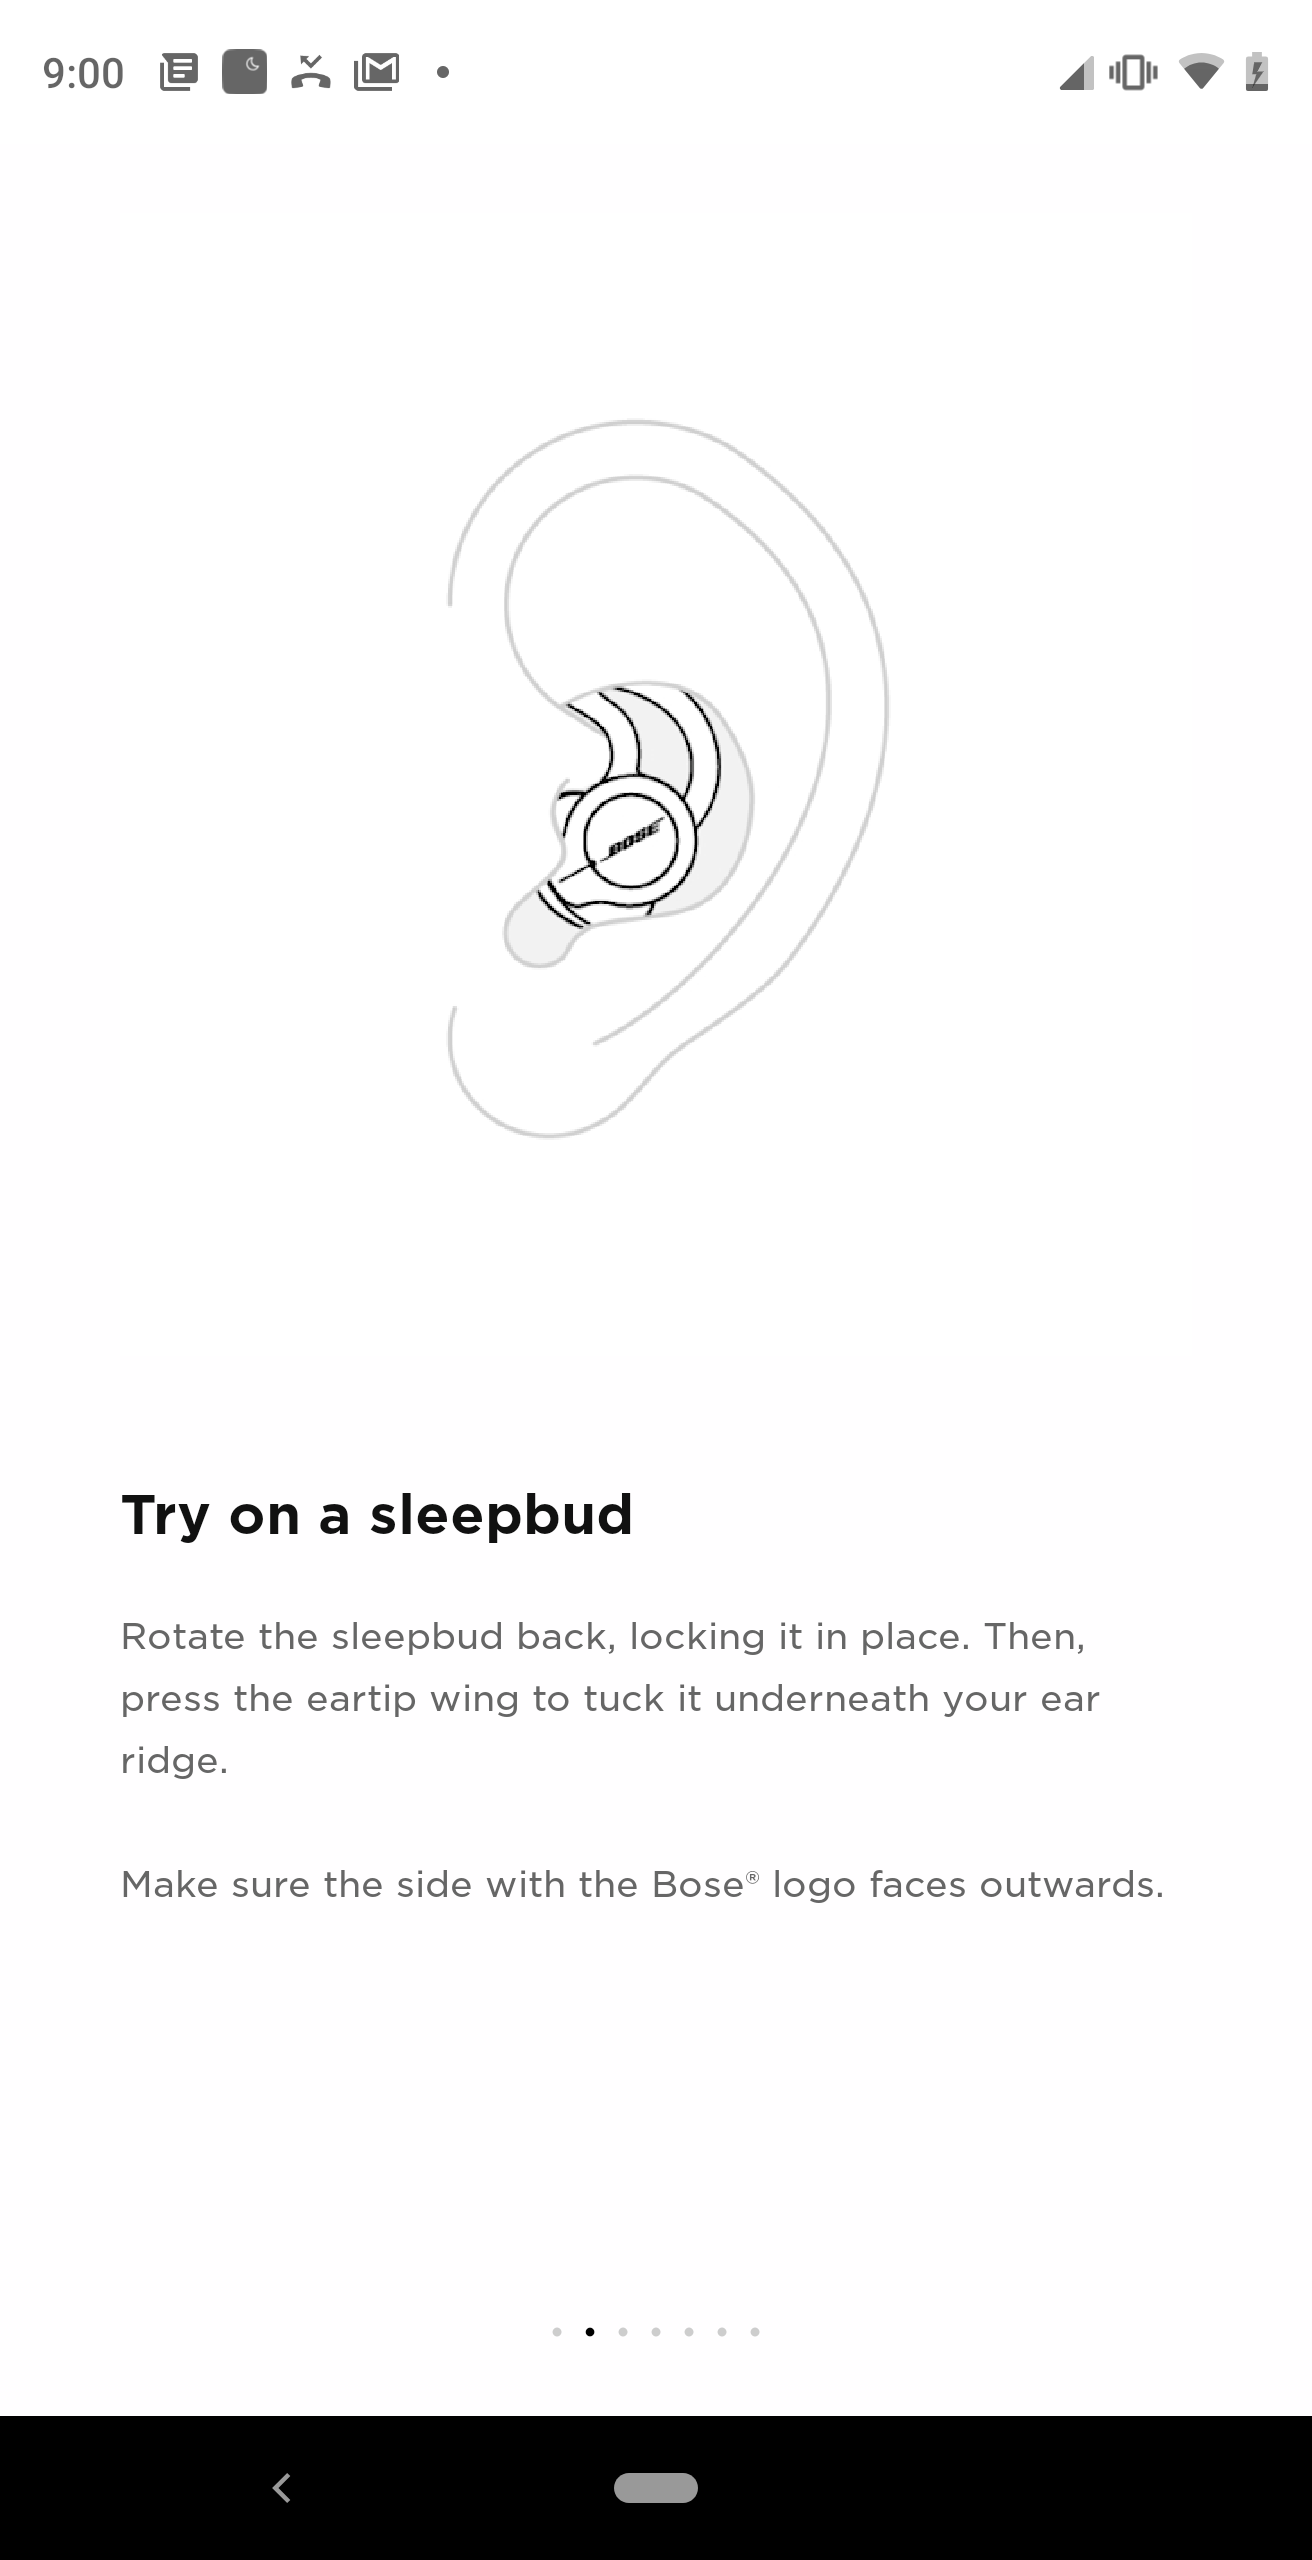 9:00
BOSE
Try on a sleepbud
Rotate the sleepbud back, locking it in place. Then,
press the eartip wing to tuck it underneath your ear
ridge.
Make sure the side with the Bose® logo faces outwards.